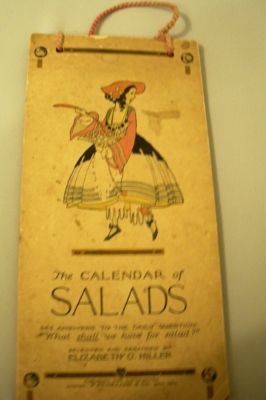 The CALENDAR of
SALADS
365 ANSWERS TO THE DAILY QUESTION:
"What shall we have for salad?"
SELECTED AND ARRANGED BY
ELIZABETH O. HILLER